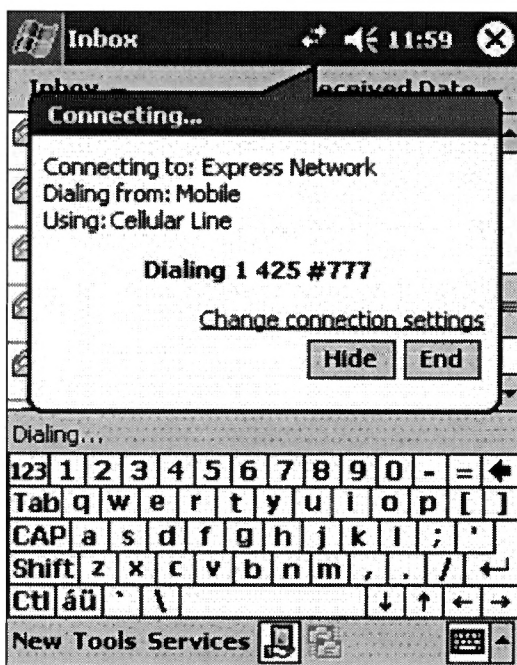 Inbox 11:59
Inbox Received Date
Connecting...
Connecting to: Express Network
Dialing from: Mobile
Using: Cellular Line
Dialing 1 425 #777
Change connection settings
Hide End
Dialing...
123 1 2 3 4 5 6 7 8 9 0 - = ←
Tab q w e r t y u i o p [ ]
CAP a s d f g h j k l ; '
Shift z x c v b n m , . / ↵
Ctl áü ` \ ↓ ↑ ← →
New Tools Services